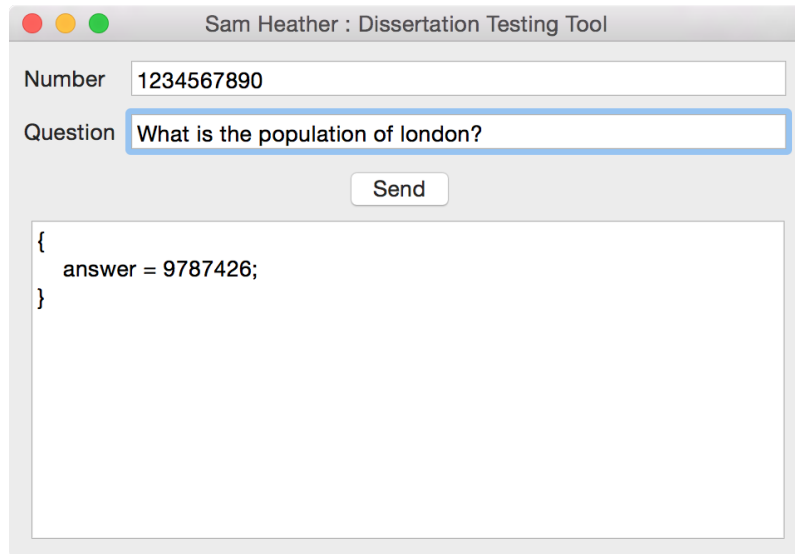 Sam Heather : Dissertation Testing Tool
Number 1234567890
Question What is the population of london?
Send
{
answer = 9787426;
}